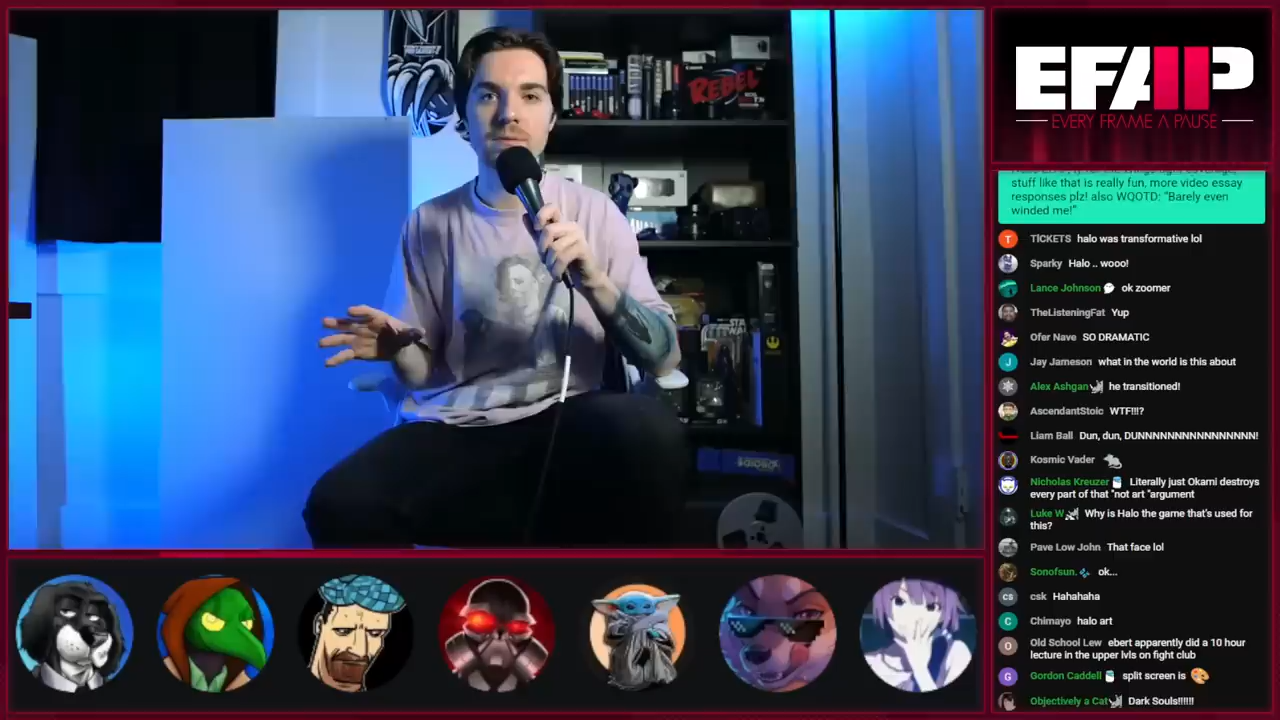 REBEL
STAR
WARS
EFAP
EVERY FRAME A PAUSE
stuff like that is really fun, more video essay
responses plz! also WQOTD: "Barely even
winded me!"
T TICKETS halo was transformative lol
Sparky Halo .. wooo!
Lance Johnson ok zoomer
TheListeningFat Yup
Ofer Nave SO DRAMATIC
J Jay Jameson what in the world is this about
Alex Ashgan he transitioned!
AscendantStoic WTF!!!?
Liam Ball Dun, dun, DUNNNNNNNNNNNNNNNN!
Kosmic Vader
Nicholas Kreuzer Literally just Okami destroys
every part of that "not art "argument
Luke W Why is Halo the game that's used for
this?
Pave Low John That face lol
Sonofsun. ok...
cs csk Hahahaha
C Chimayo halo art
O Old School Lew ebert apparently did a 10 hour
lecture in the upper lvls on fight club
G Gordon Caddell split screen is
Objectively a Cat Dark Souls!!!!!!